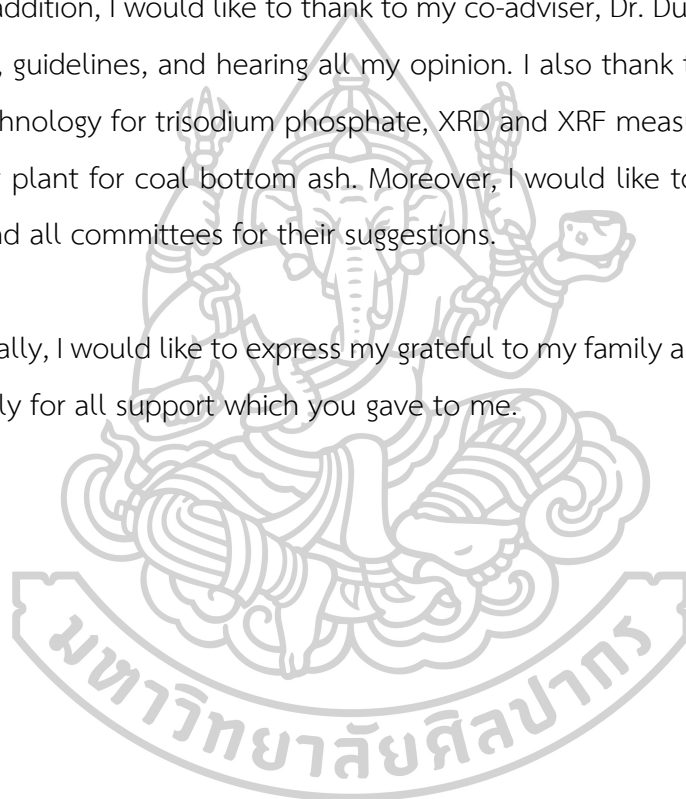 addition, I would like to thank to my co-adviser, Dr. Du
, guidelines, and hearing all my opinion. I also thank
hnology for trisodium phosphate, XRD and XRF meas
plant for coal bottom ash. Moreover, I would like to
nd all committees for their suggestions.
ally, I would like to express my grateful to my family a
ly for all support which you gave to me.
มหาวิทยาลัยศิลปากร